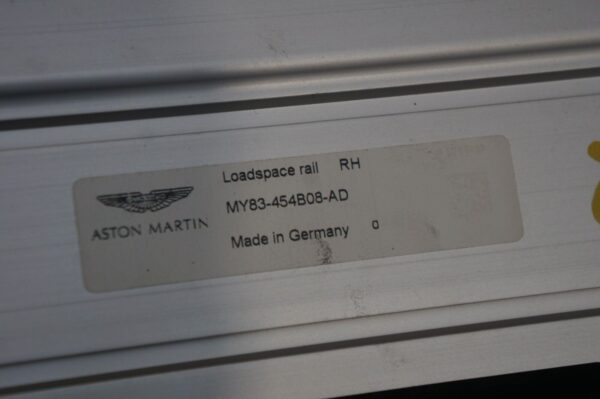 Loadspace rail RH
MY83-454B08-AD
ASTON MARTIN
Made in Germany 0